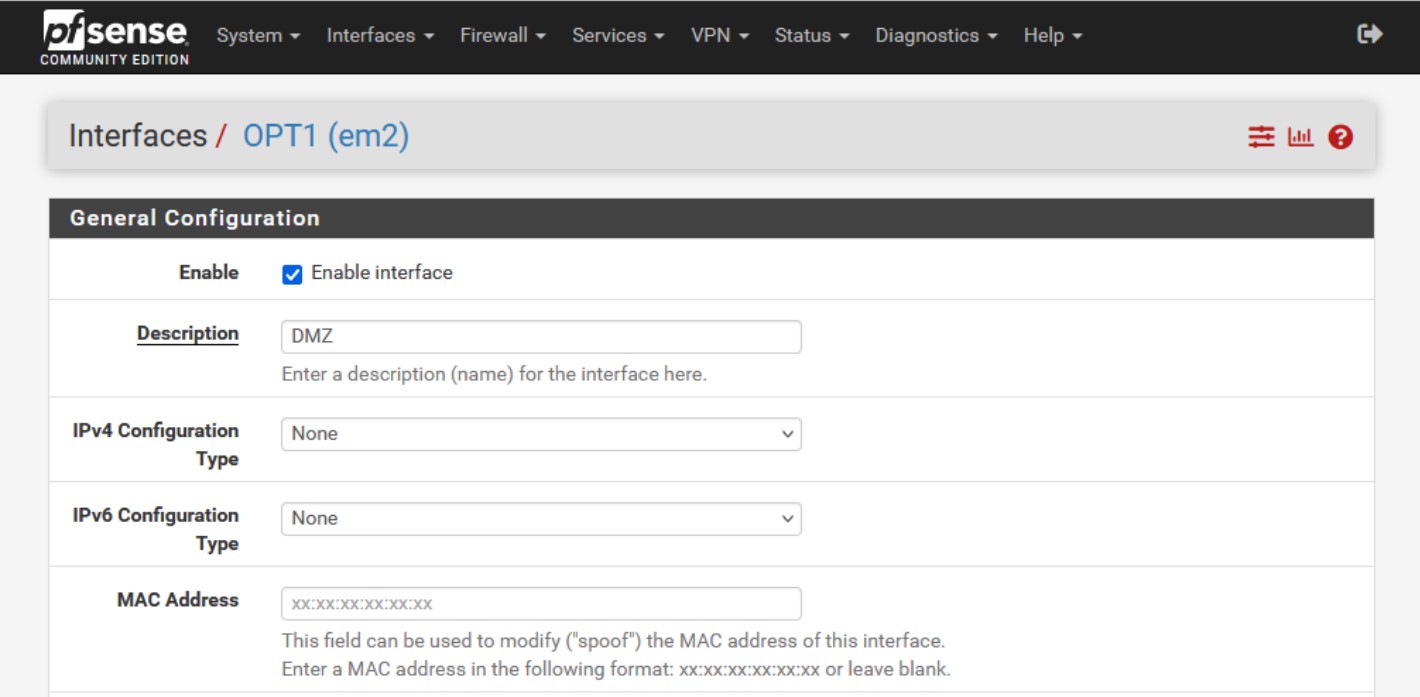 pfsense
COMMUNITY EDITION
System Interfaces Firewall Services VPN Status Diagnostics Help
Interfaces / OPT1 (em2)
General Configuration
Enable Enable interface
Description DMZ
Enter a description (name) for the interface here.
IPv4 Configuration Type None
IPv6 Configuration Type None
MAC Address xx:xx:xx:xx:xx:xx
This field can be used to modify ("spoof") the MAC address of this interface.
Enter a MAC address in the following format: xx:xx:xx:xx:xx:xx or leave blank.